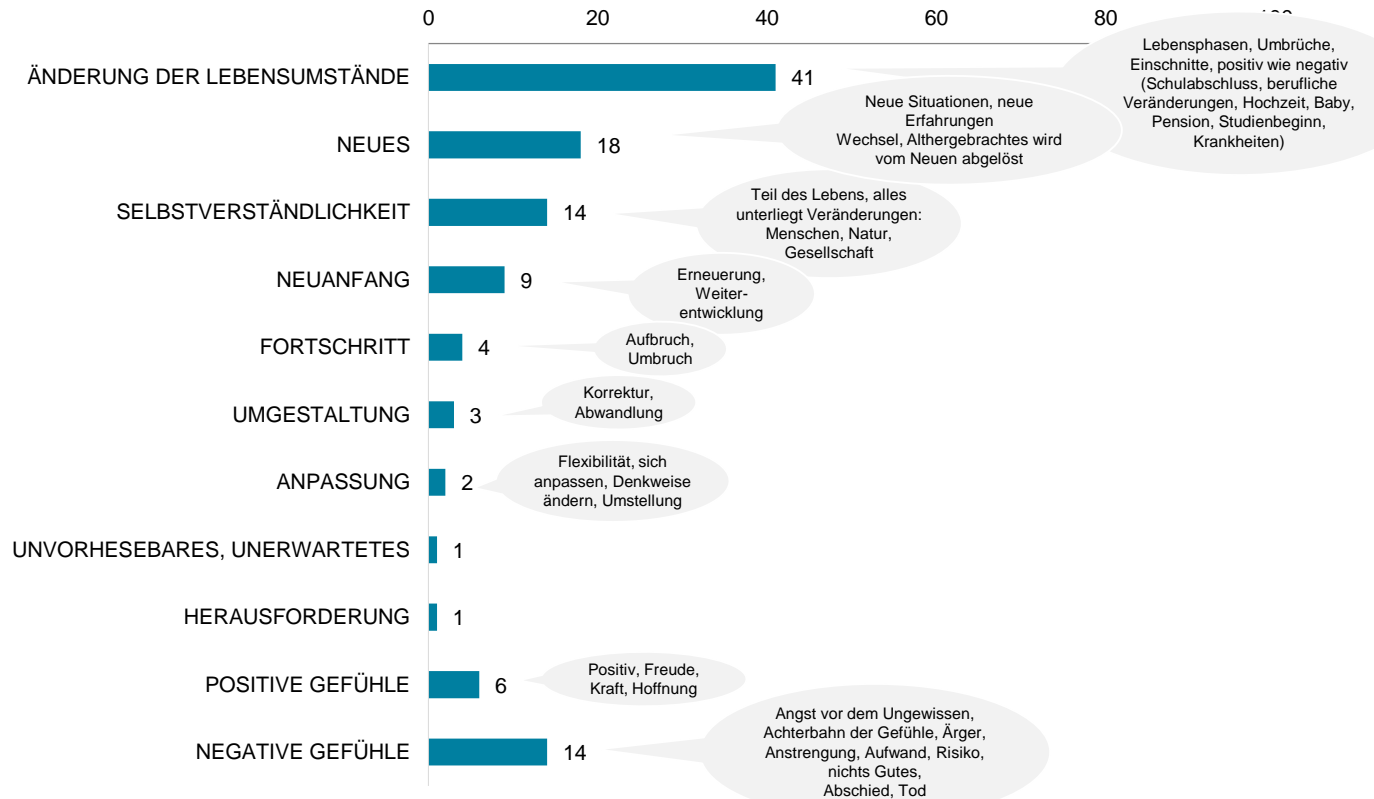 0 20 40 60 80
ÄNDERUNG DER LEBENSUMSTÄNDE 41
Lebensphasen, Umbrüche,
Einschnitte, positiv wie negativ
(Schulabschluss, berufliche
Veränderungen, Hochzeit, Baby,
Pension, Studienbeginn,
Krankheiten)
NEUES 18
Neue Situationen, neue
Erfahrungen
Wechsel, Althergebrachtes wird
vom Neuen abgelöst
SELBSTVERSTÄNDLICHKEIT 14
Teil des Lebens, alles
unterliegt Veränderungen:
Menschen, Natur,
Gesellschaft
NEUANFANG 9
Erneuerung,
Weiter-
entwicklung
FORTSCHRITT 4
Aufbruch,
Umbruch
UMGESTALTUNG 3
Korrektur,
Abwandlung
ANPASSUNG 2
Flexibilität, sich
anpassen, Denkweise
ändern, Umstellung
UNVORHESEBARES, UNERWARTETES 1
HERAUSFORDERUNG 1
POSITIVE GEFÜHLE 6
Positiv, Freude,
Kraft, Hoffnung
NEGATIVE GEFÜHLE 14
Angst vor dem Ungewissen,
Achterbahn der Gefühle, Ärger,
Anstrengung, Aufwand, Risiko,
nichts Gutes,
Abschied, Tod